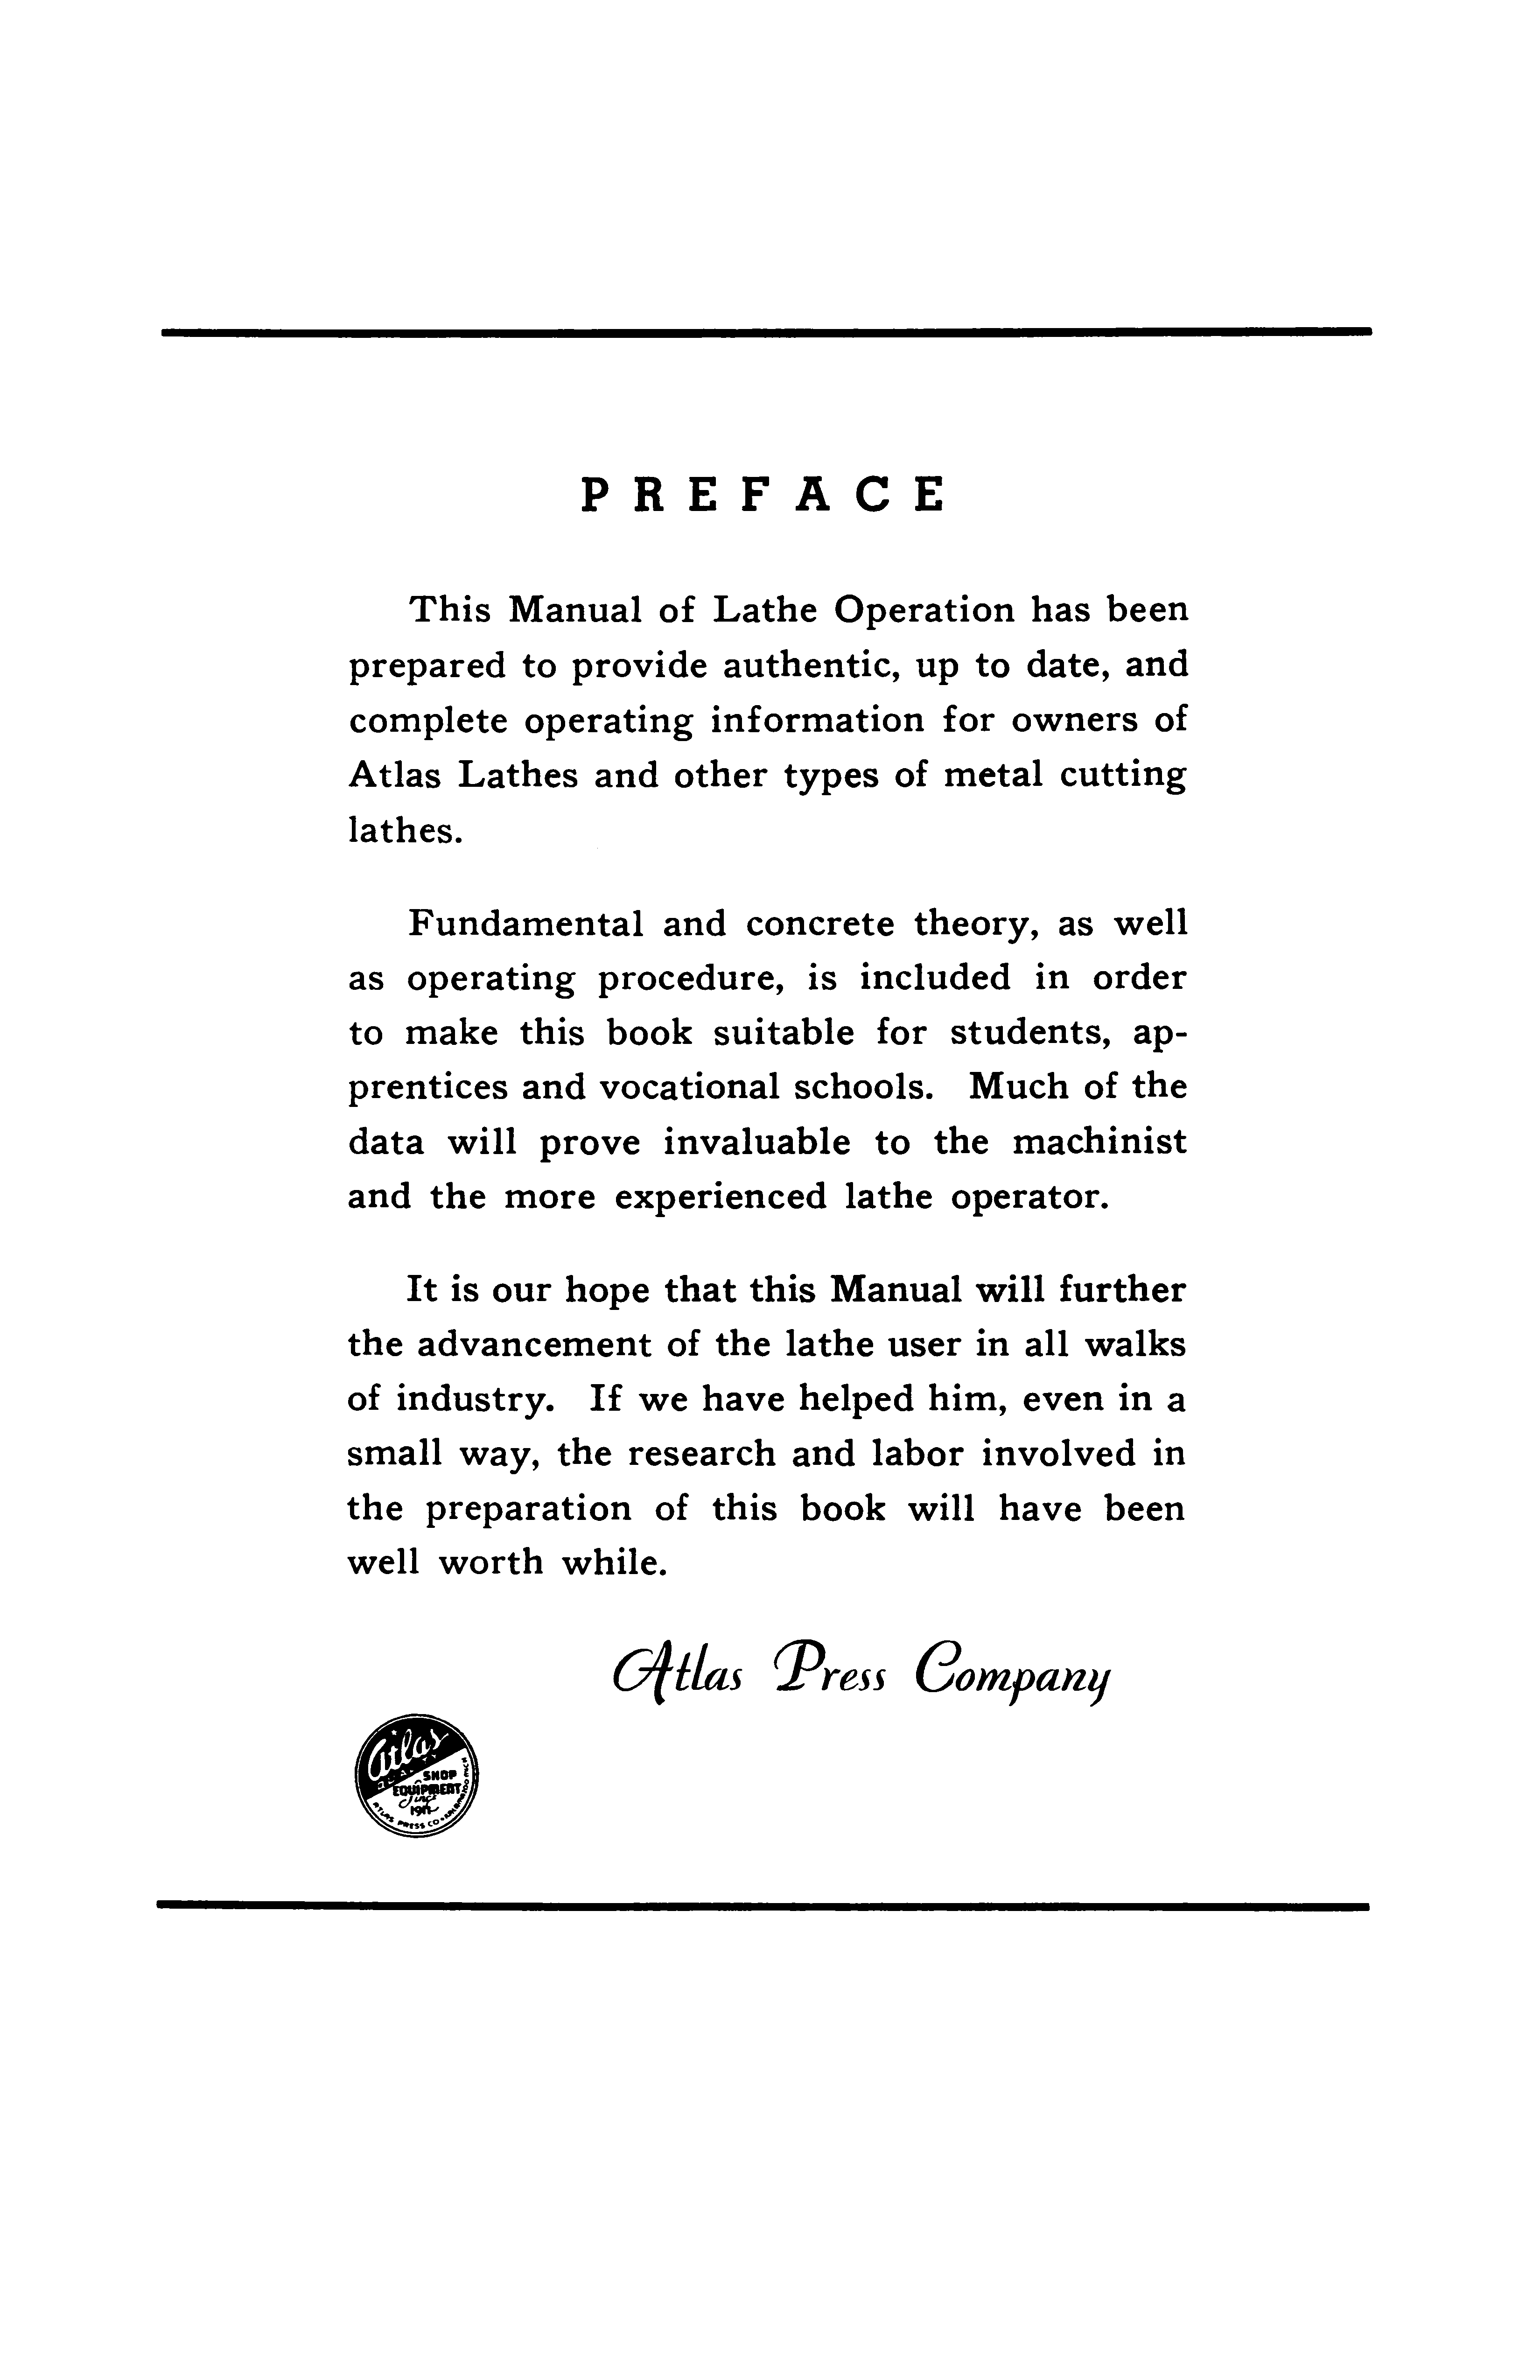 PREFACE
This Manual of Lathe Operation has been
prepared to provide authentic, up to date, and
complete operating information for owners of
Atlas Lathes and other types of metal cutting
lathes.
Fundamental and concrete theory, as well
as operating procedure, is included in order
to make this book suitable for students, ap-
prentices and vocational schools. Much of the
data will prove invaluable to the machinist
and the more experienced lathe operator.
It is our hope that this Manual will further
the advancement of the lathe user in all walks
of industry. If we have helped him, even in a
small way, the research and labor involved in
the preparation of this book will have been
well worth while.
Atlas Press Company
Atlas
SHOP
EQUIPMENT
Since
ATLAS PRESS CO